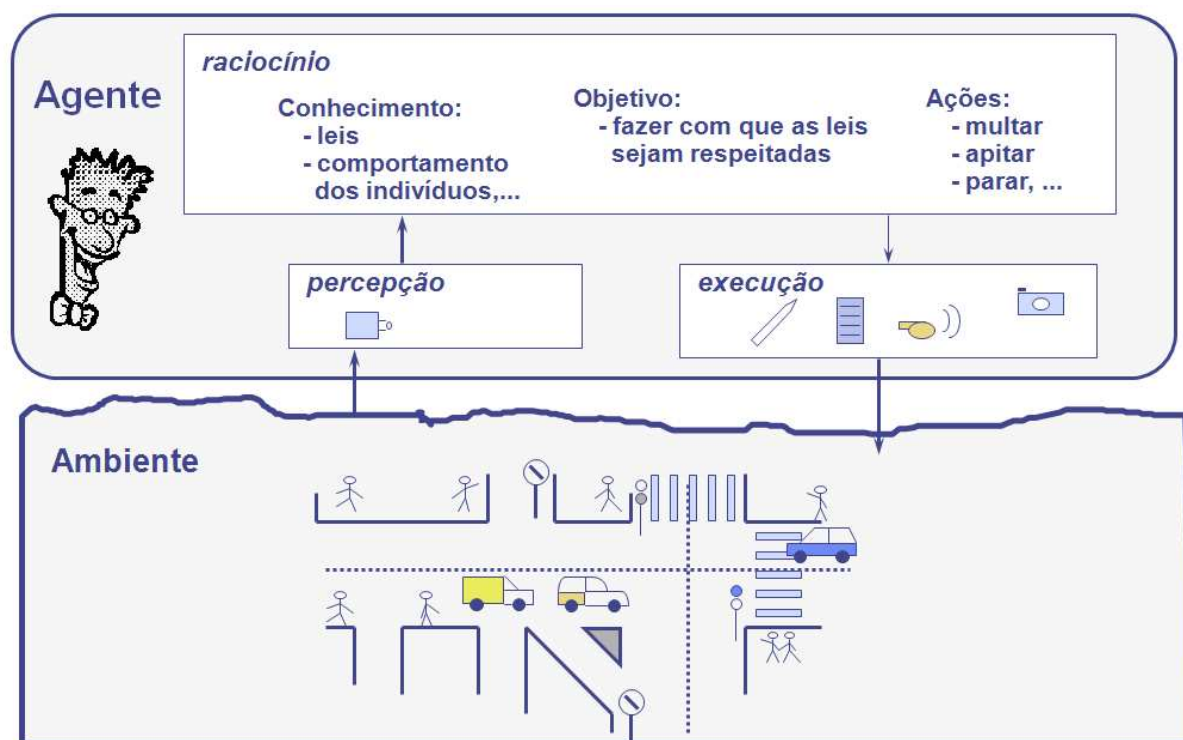 Agente
raciocínio
Conhecimento:
- leis
- comportamento
dos indivíduos,...
Objetivo:
- fazer com que as leis
sejam respeitadas
Ações:
- multar
- apitar
- parar, ...
percepção
execução
Ambiente